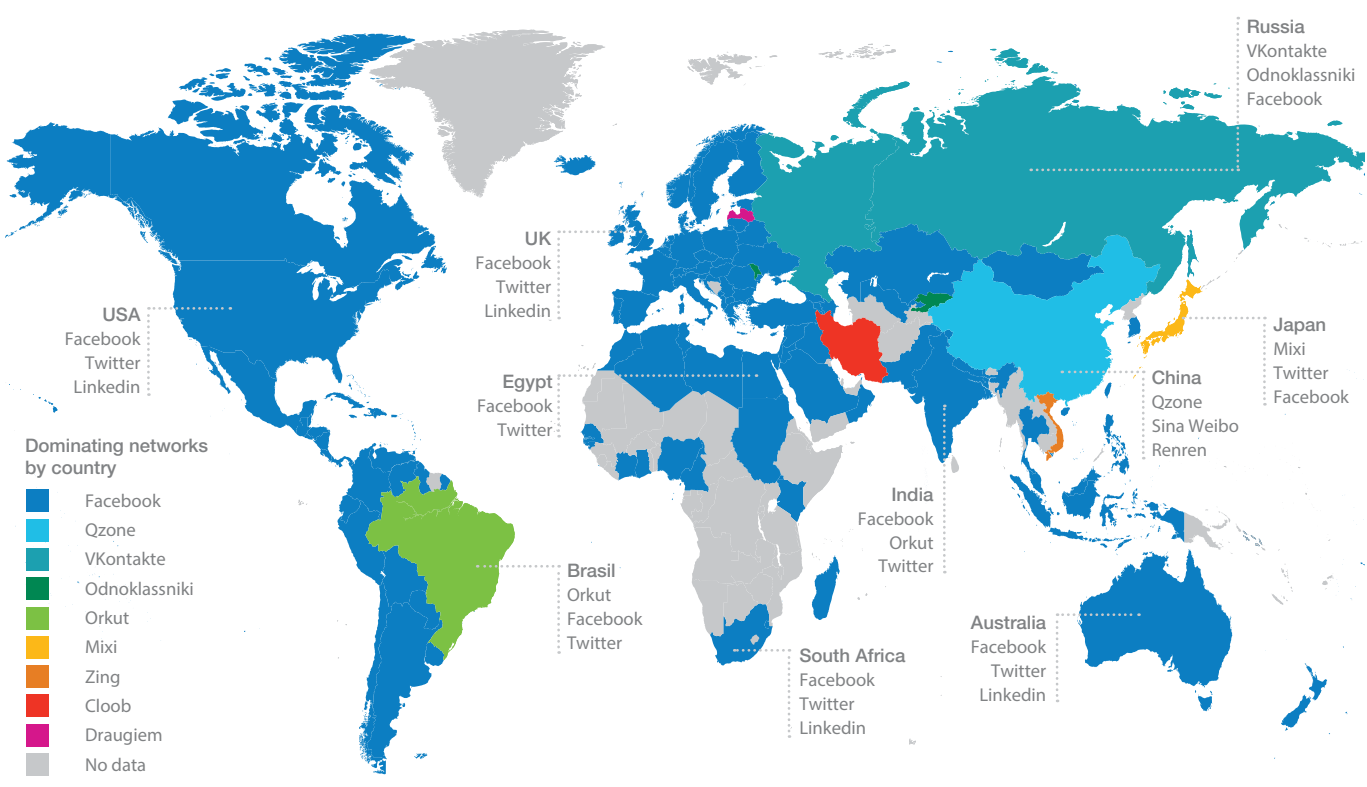 Russia
VKontakte
Odnoklassniki
Facebook
UK
Facebook
Twitter
Linkedin
USA
Facebook
Twitter
Linkedin
Egypt
Facebook
Twitter
Japan
Mixi
Twitter
Facebook
China
Qzone
Sina Weibo
Renren
India
Facebook
Orkut
Twitter
Brasil
Orkut
Facebook
Twitter
South Africa
Facebook
Twitter
Linkedin
Australia
Facebook
Twitter
Linkedin
Dominating networks
by country
Facebook
Qzone
VKontakte
Odnoklassniki
Orkut
Mixi
Zing
Cloob
Draugiem
No data